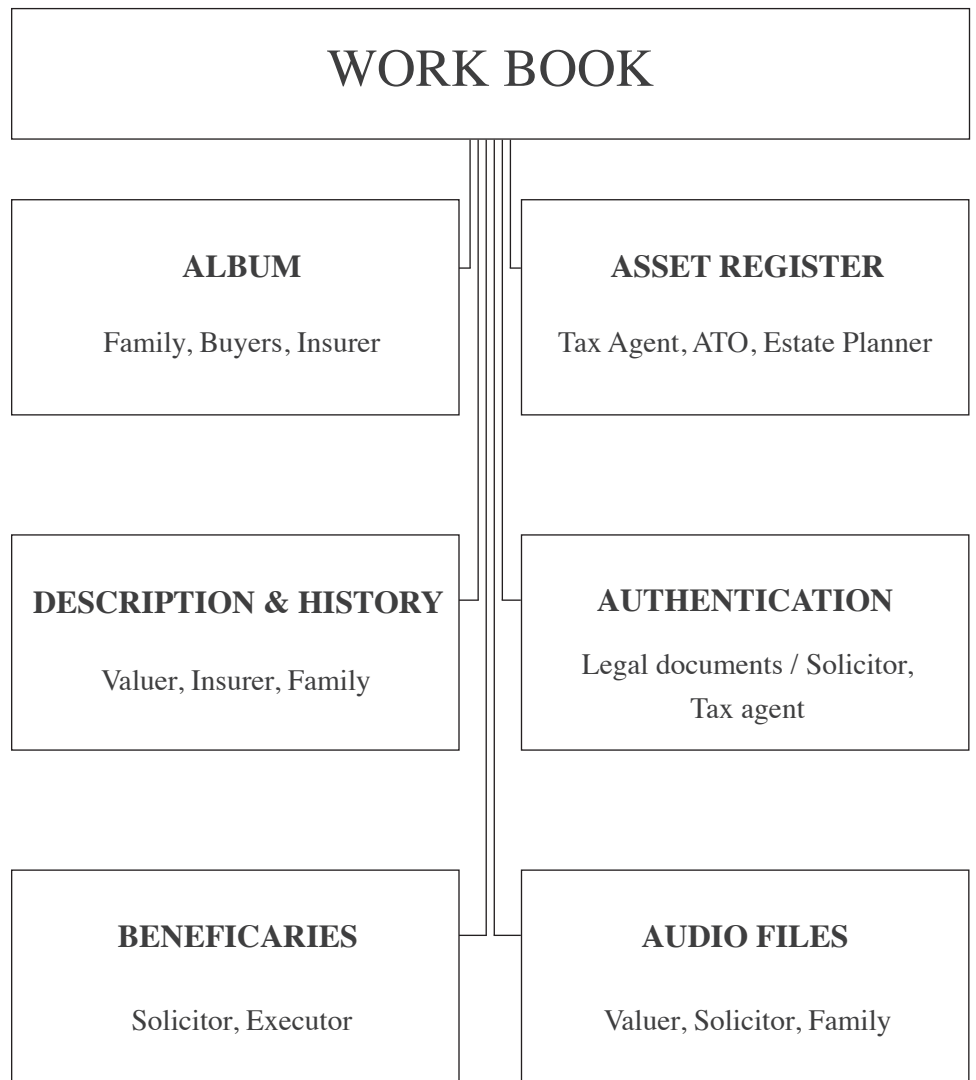 WORK BOOK
ALBUM
Family, Buyers, Insurer
ASSET REGISTER
Tax Agent, ATO, Estate Planner
DESCRIPTION & HISTORY
Valuer, Insurer, Family
AUTHENTICATION
Legal documents / Solicitor,
Tax agent
BENEFICARIES
Solicitor, Executor
AUDIO FILES
Valuer, Solicitor, Family